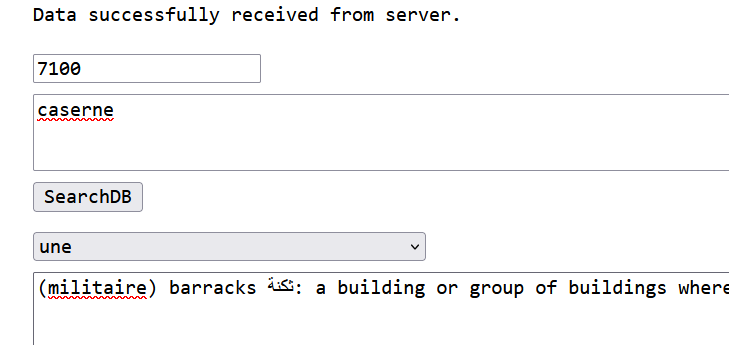 Data successfully received from server.
7100
caserne
SearchDB
une
(militaire) barracks ثكنة: a building or group of buildings where